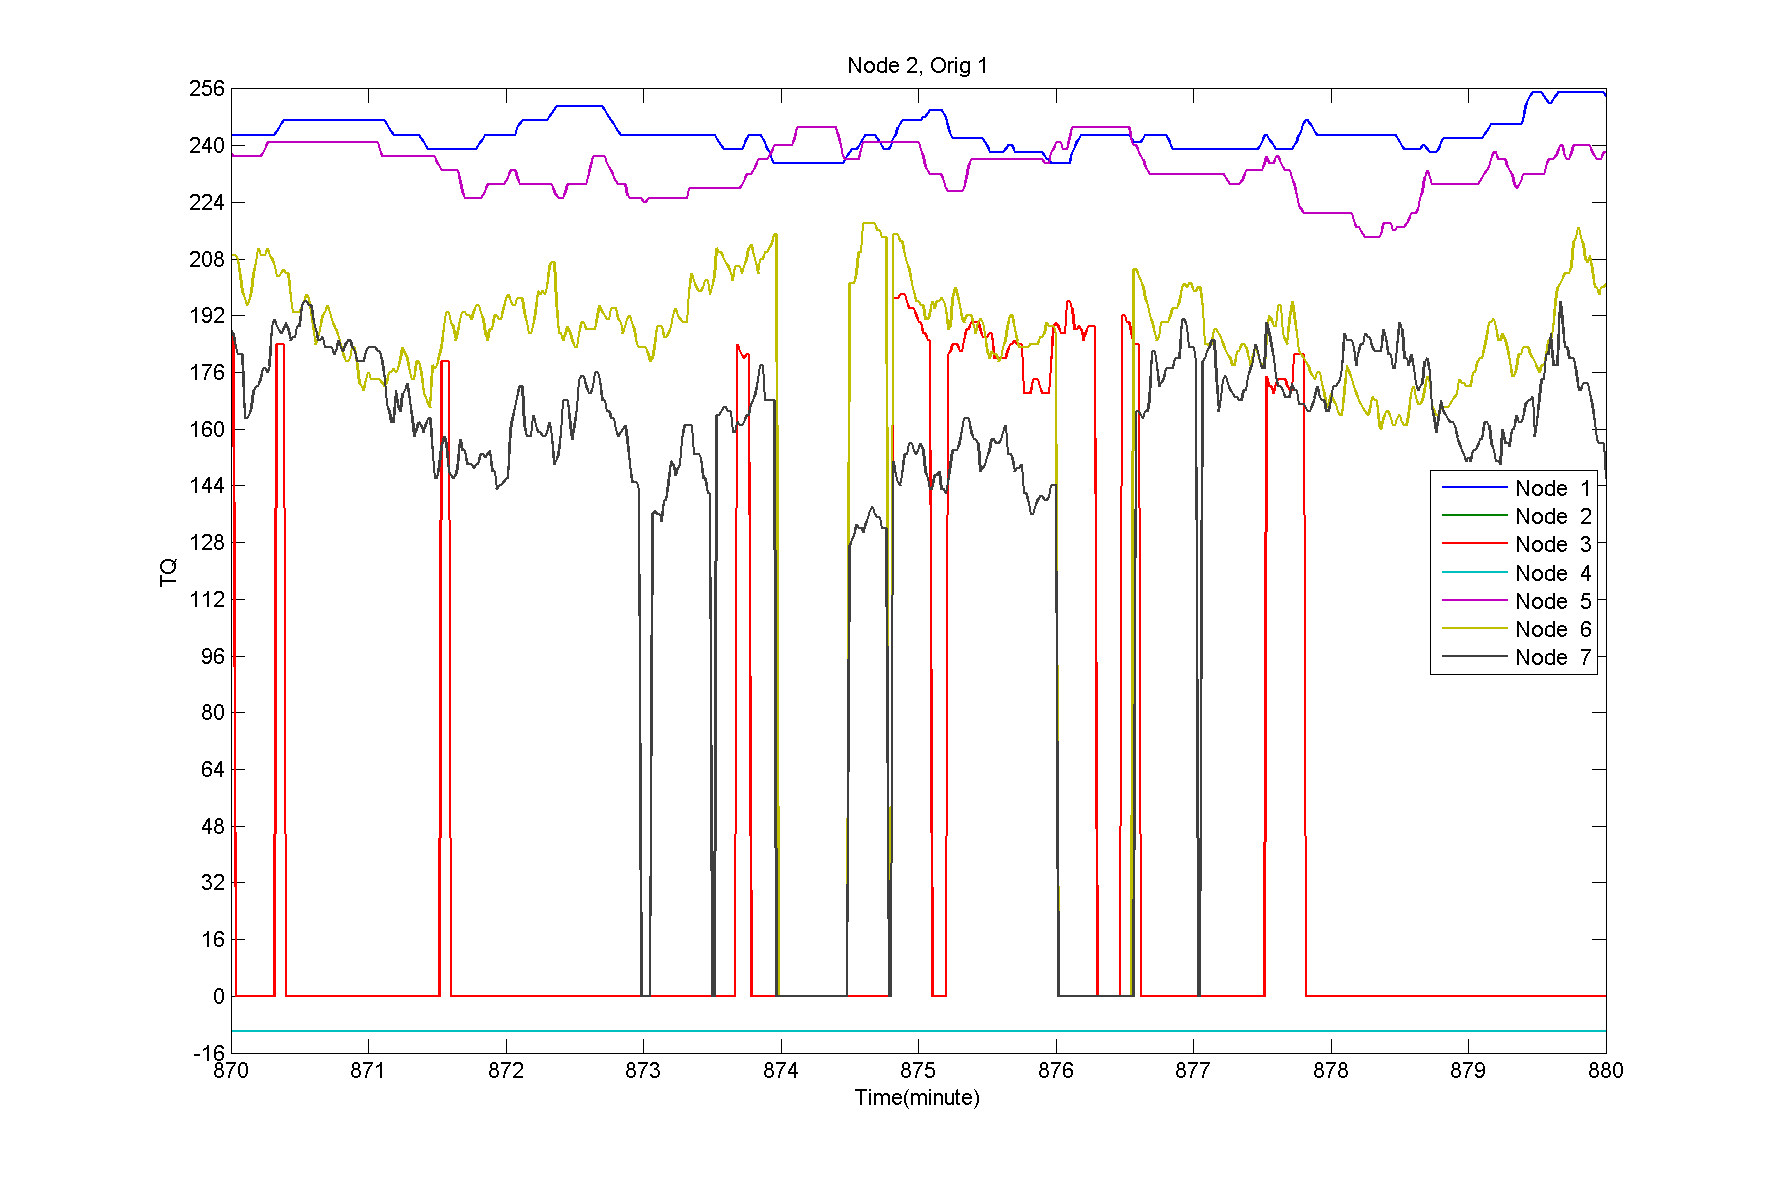 Node 2, Orig 1
256
240
224
208
192
176
160
144
128
112
96
80
64
48
32
16
0
-16
TQ
870 871 872 873 874 875 876 877 878 879 880
Time(minute)
Node 1
Node 2
Node 3
Node 4
Node 5
Node 6
Node 7